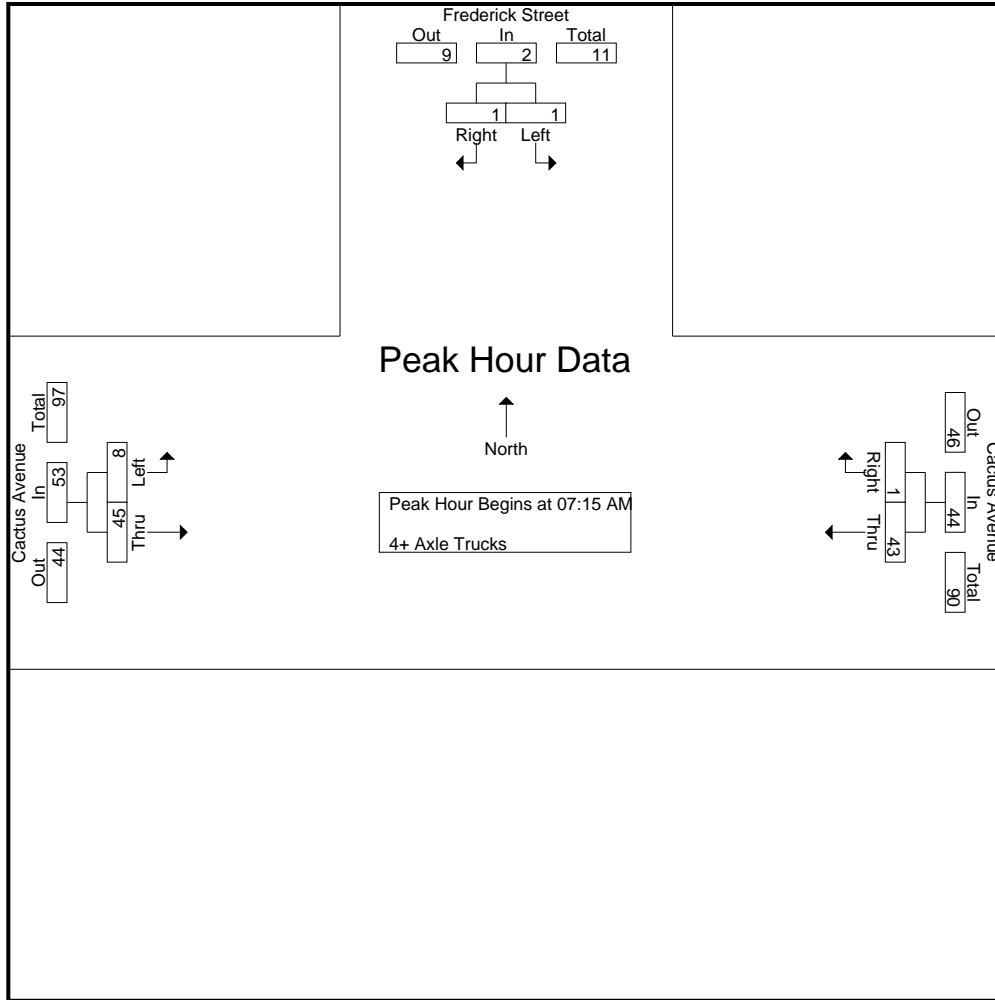 Frederick Street
Out In Total
9 2 11
1 1
Right Left
Peak Hour Data
North
Peak Hour Begins at 07:15 AM
4+ Axle Trucks
Cactus Avenue
Out In Total
44 53 97
Thru Left
45 8
Cactus Avenue
Out In Total
46 44 90
Right Thru
1 43